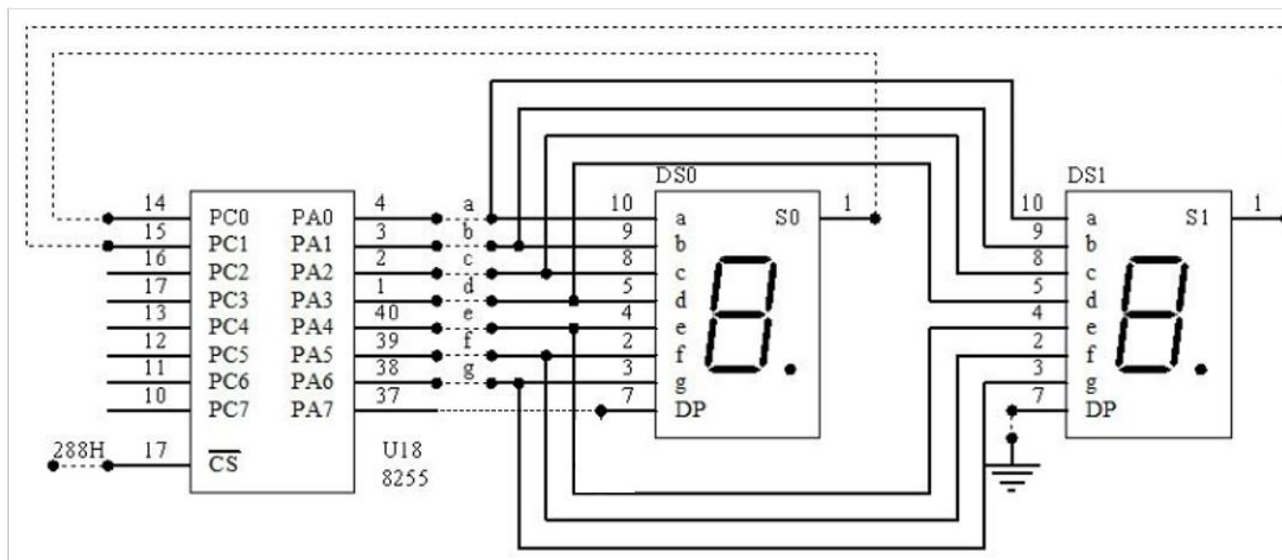 DS0 DS1
14 PC0 PA0 4 a 10 a S0 1 10 a S1 1
15 PC1 PA1 3 b 9 b 9 b
16 PC2 PA2 2 c 8 c 8 c
17 PC3 PA3 1 d 5 d 5 d
13 PC4 PA4 40 e 4 e 4 e
12 PC5 PA5 39 f 2 f 2 f
11 PC6 PA6 38 g 3 g 3 g
10 PC7 PA7 37 7 DP 7 DP
288H 17 CS U18
8255